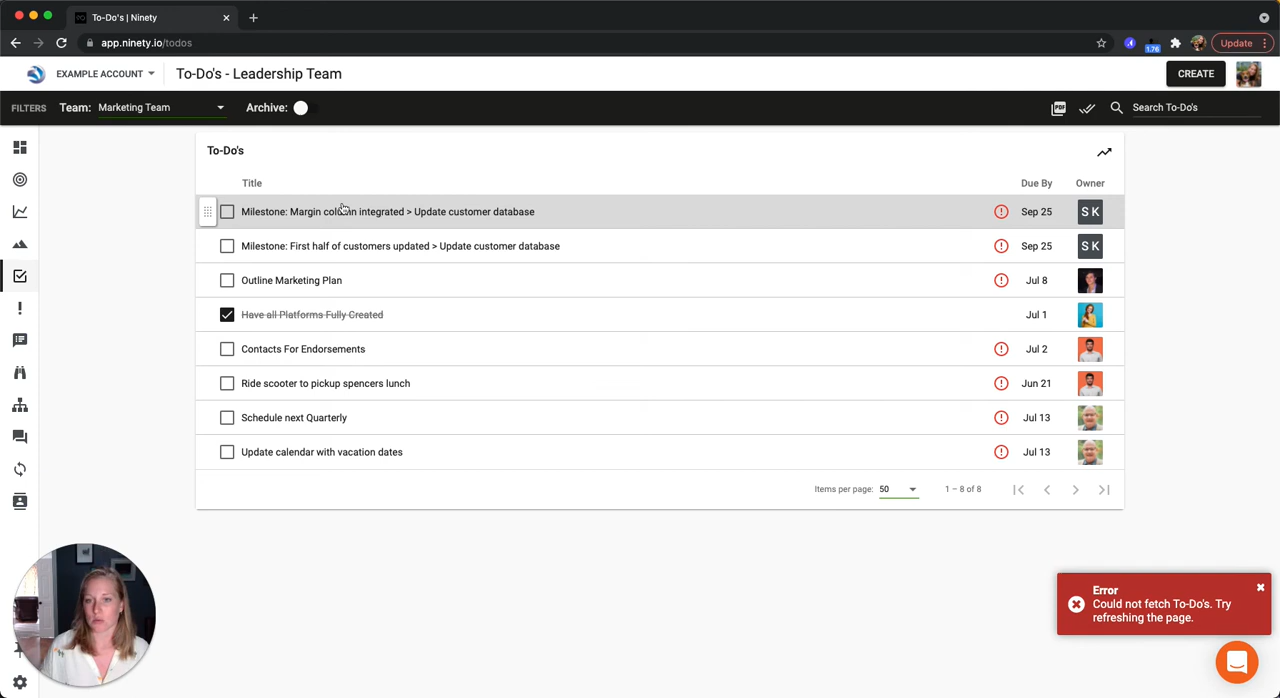 To-Do's | Ninety
app.ninety.io/todos
1.76
Update
EXAMPLE ACCOUNT
To-Do's - Leadership Team
CREATE
FILTERS
Team: Marketing Team
Archive:
PDF
Search To-Do's
To-Do's
Title
Due By
Owner
Milestone: Margin column integrated > Update customer database
Sep 25
S K
Milestone: First half of customers updated > Update customer database
Sep 25
S K
Outline Marketing Plan
Jul 8
Have all Platforms Fully Created
Jul 1
Contacts For Endorsements
Jul 2
Ride scooter to pickup spencers lunch
Jun 21
Schedule next Quarterly
Jul 13
Update calendar with vacation dates
Jul 13
Items per page: 50
1 – 8 of 8
Error
Could not fetch To-Do's. Try
refreshing the page.